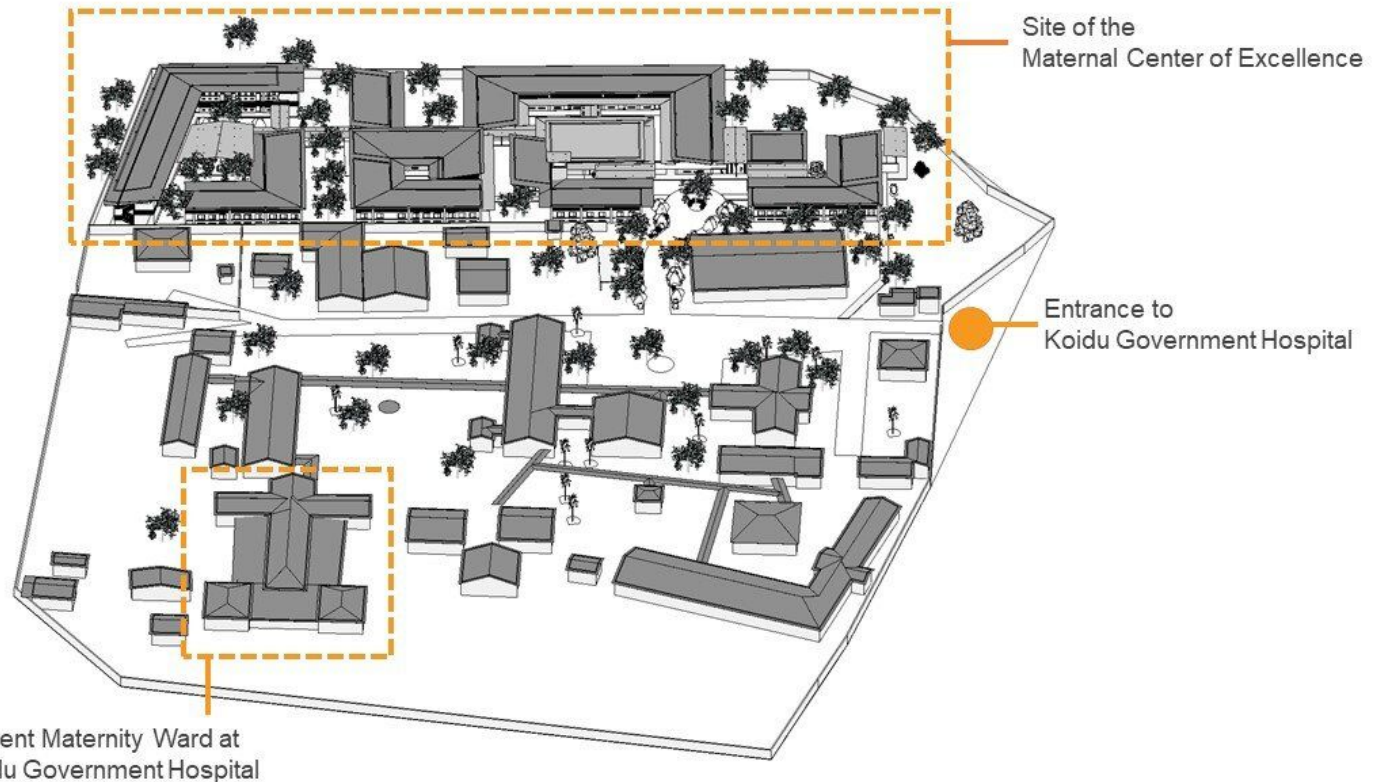 Site of the
Maternal Center of Excellence
Entrance to
Koidu Government Hospital
Maternity Ward at
Government Hospital